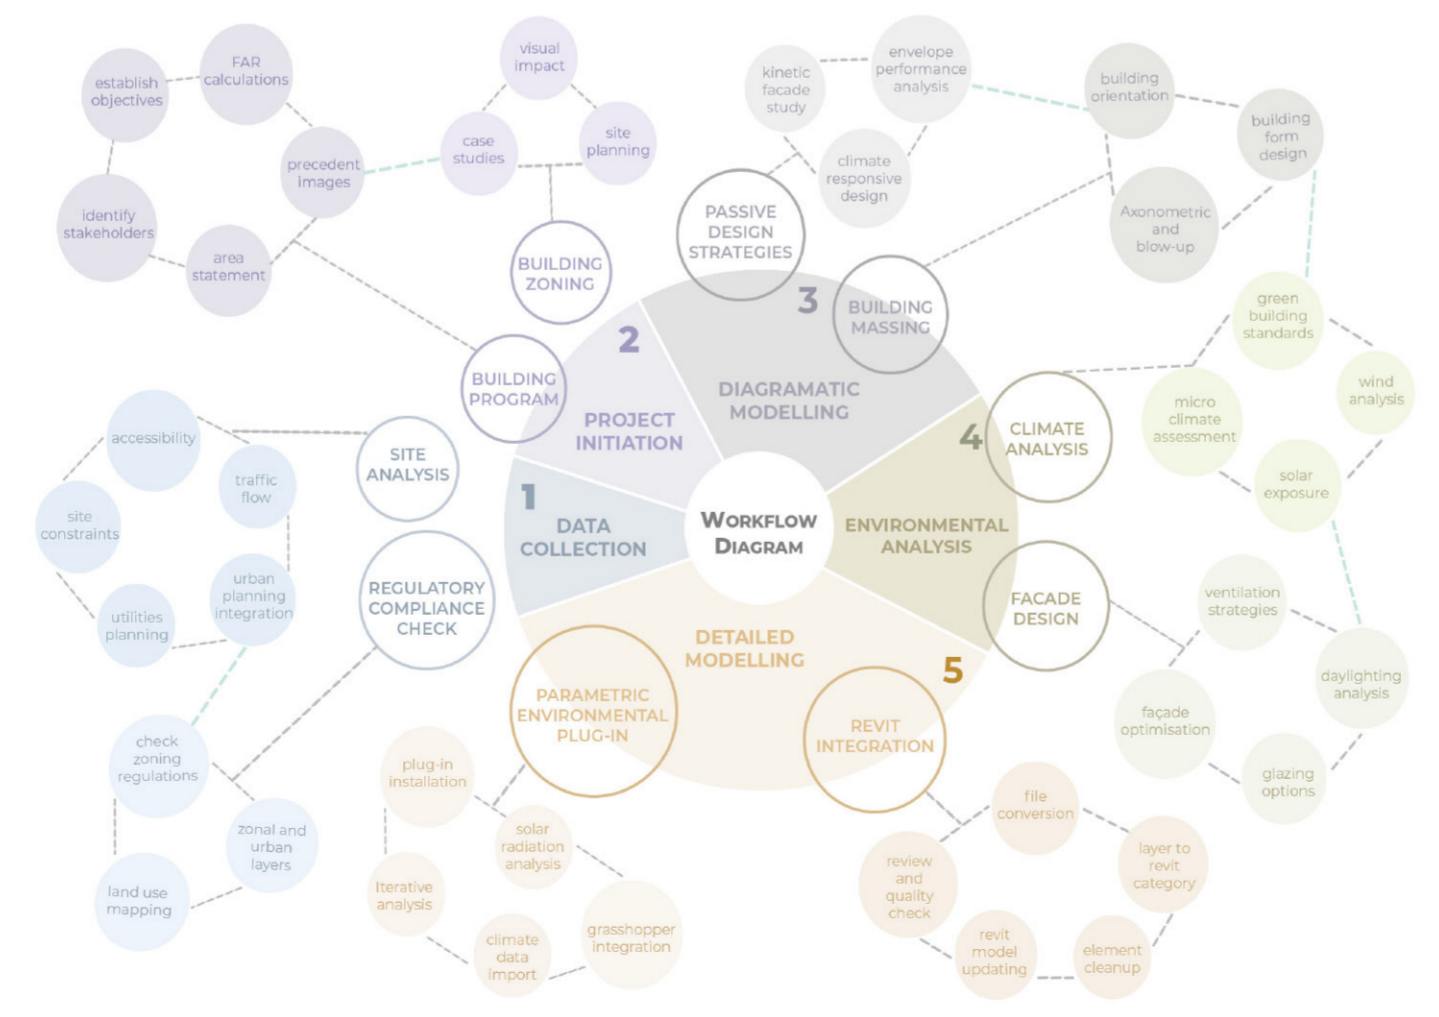 establish
objectives
FAR
calculations
precedent
images
identify
stakeholders
area
statement
visual
impact
case
studies
site
planning
BUILDING
ZONING
BUILDING
PROGRAM
kinetic
facade
study
envelope
performance
analysis
climate
responsive
design
building
orientation
building
form
design
Axonometric
and
blow-up
PASSIVE
DESIGN
STRATEGIES
BUILDING
MASSING
2
PROJECT
INITIATION
3
DIAGRAMATIC
MODELLING
green
building
standards
wind
analysis
micro
climate
assessment
solar
exposure
4
CLIMATE
ANALYSIS
ENVIRONMENTAL
ANALYSIS
FACADE
DESIGN
ventilation
strategies
daylighting
analysis
façade
optimisation
glazing
options
accessibility
traffic
flow
site
constraints
urban
planning
integration
utilities
planning
SITE
ANALYSIS
1
DATA
COLLECTION
WORKFLOW
DIAGRAM
REGULATORY
COMPLIANCE
CHECK
check
zoning
regulations
zonal and
urban
layers
land use
mapping
DETAILED
MODELLING
5
PARAMETRIC
ENVIRONMENTAL
PLUG-IN
REVIT
INTEGRATION
plug-in
installation
solar
radiation
analysis
Iterative
analysis
climate
data
import
grasshopper
integration
file
conversion
layer to
revit
category
review
and
quality
check
revit
model
updating
element
cleanup